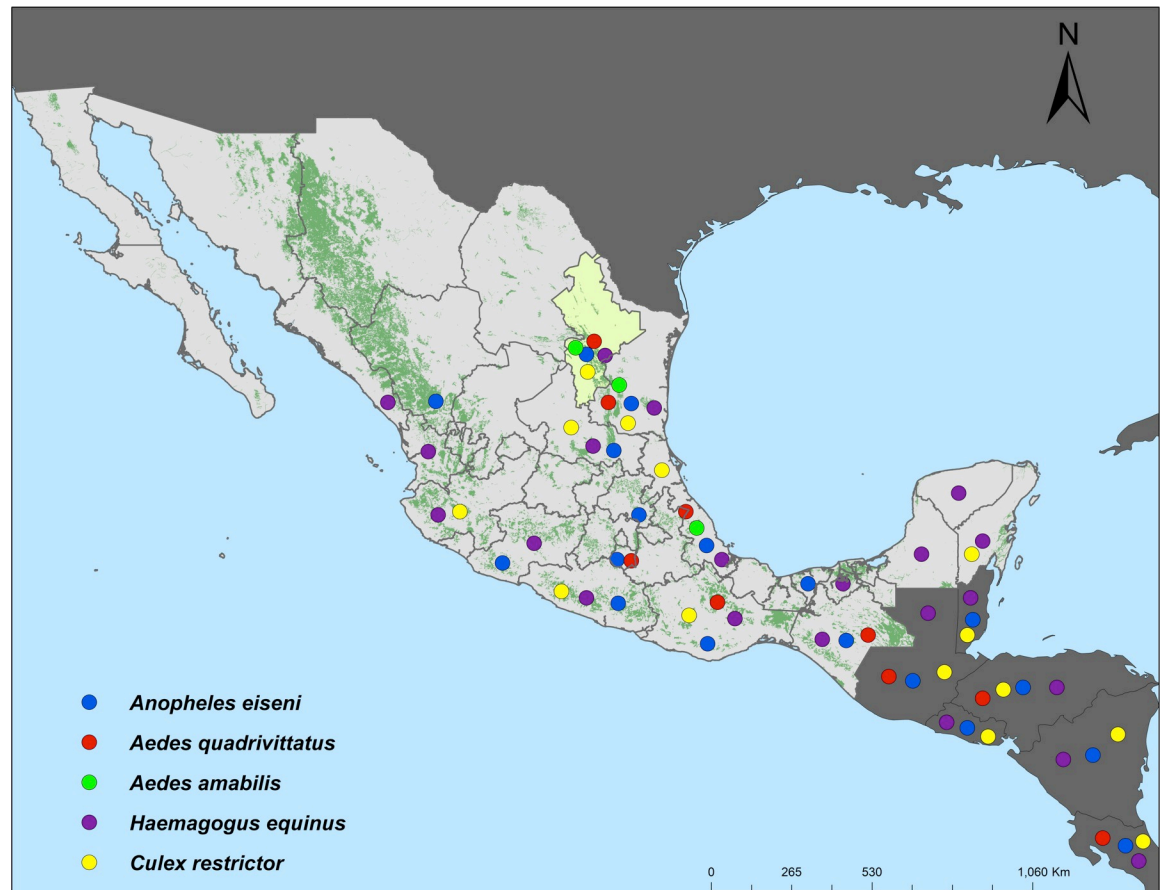 N
Anopheles eiseni
Aedes quadrivittatus
Aedes amabilis
Haemagogus equinus
Culex restrictor
0 265 530 1,060 Km